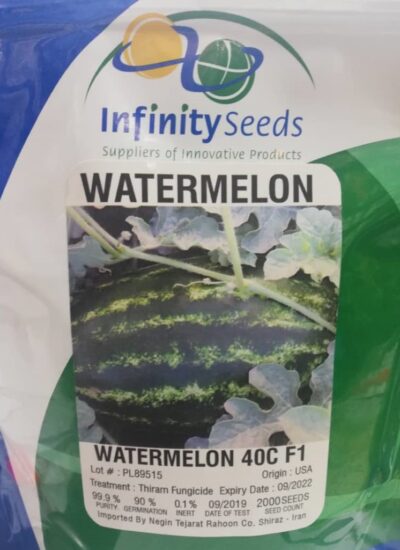 InfinitySeeds
Suppliers of Innovative Products
WATERMELON
WATERMELON 40C F1
Lot # : PL89515 Origin : USA
Treatment : Thiram Fungicide Expiry Date : 09/2022
99.9 % 90 % 0.1 % 09/2019 2000 SEEDS
PURITY GERMINATION INERT DATE OF TEST SEED COUNT
Imported By Negin Tejarat Rahoon Co. Shiraz - Iran